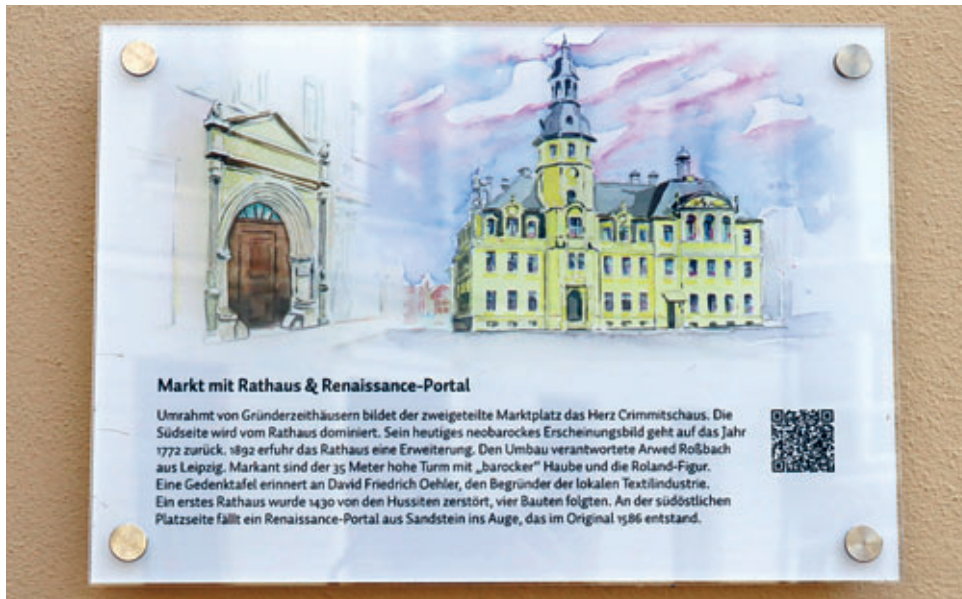 Markt mit Rathaus & Renaissance-Portal
Umrahmt von Gründerzeithäusern bildet der zweigeteilte Marktplatz das Herz Crimmitschaus. Die
Südseite wird vom Rathaus dominiert. Sein heutiges neobarockes Erscheinungsbild geht auf das Jahr
1772 zurück. 1892 erfuhr das Rathaus eine Erweiterung. Den Umbau verantwortete Arwed Roßbach
aus Leipzig. Markant sind der 35 Meter hohe Turm mit „barocker" Haube und die Roland-Figur.
Eine Gedenktafel erinnert an David Friedrich Oehler, den Begründer der lokalen Textilindustrie.
Ein erstes Rathaus wurde 1430 von den Hussiten zerstört, vier Bauten folgten. An der südöstlichen
Platzseite fällt ein Renaissance-Portal aus Sandstein ins Auge, das im Original 1586 entstand.